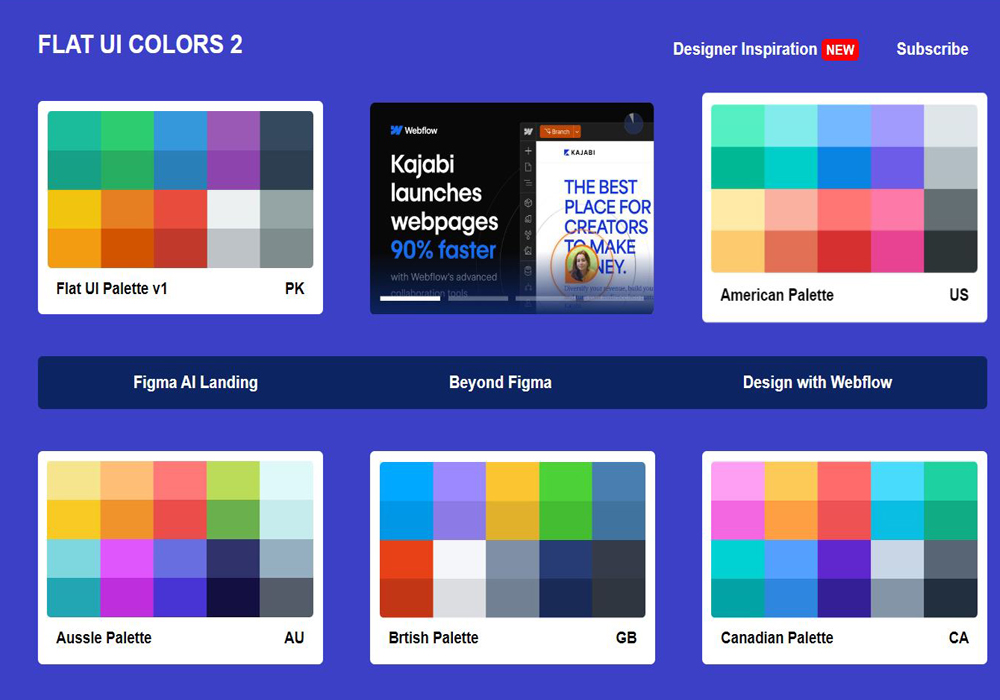 FLAT UI COLORS 2
Designer Inspiration NEW
Subscribe
Webflow
Kajabi
launches
webpages
90% faster
with Webflow's advanced
collaboration tools
Branch
KAJABI
THE BEST
PLACE FOR
CREATORS
TO MAKE
NEY.
Flat UI Palette v1 PK
American Palette US
Figma AI Landing
Beyond Figma
Design with Webflow
Aussle Palette AU
Brtish Palette GB
Canadian Palette CA